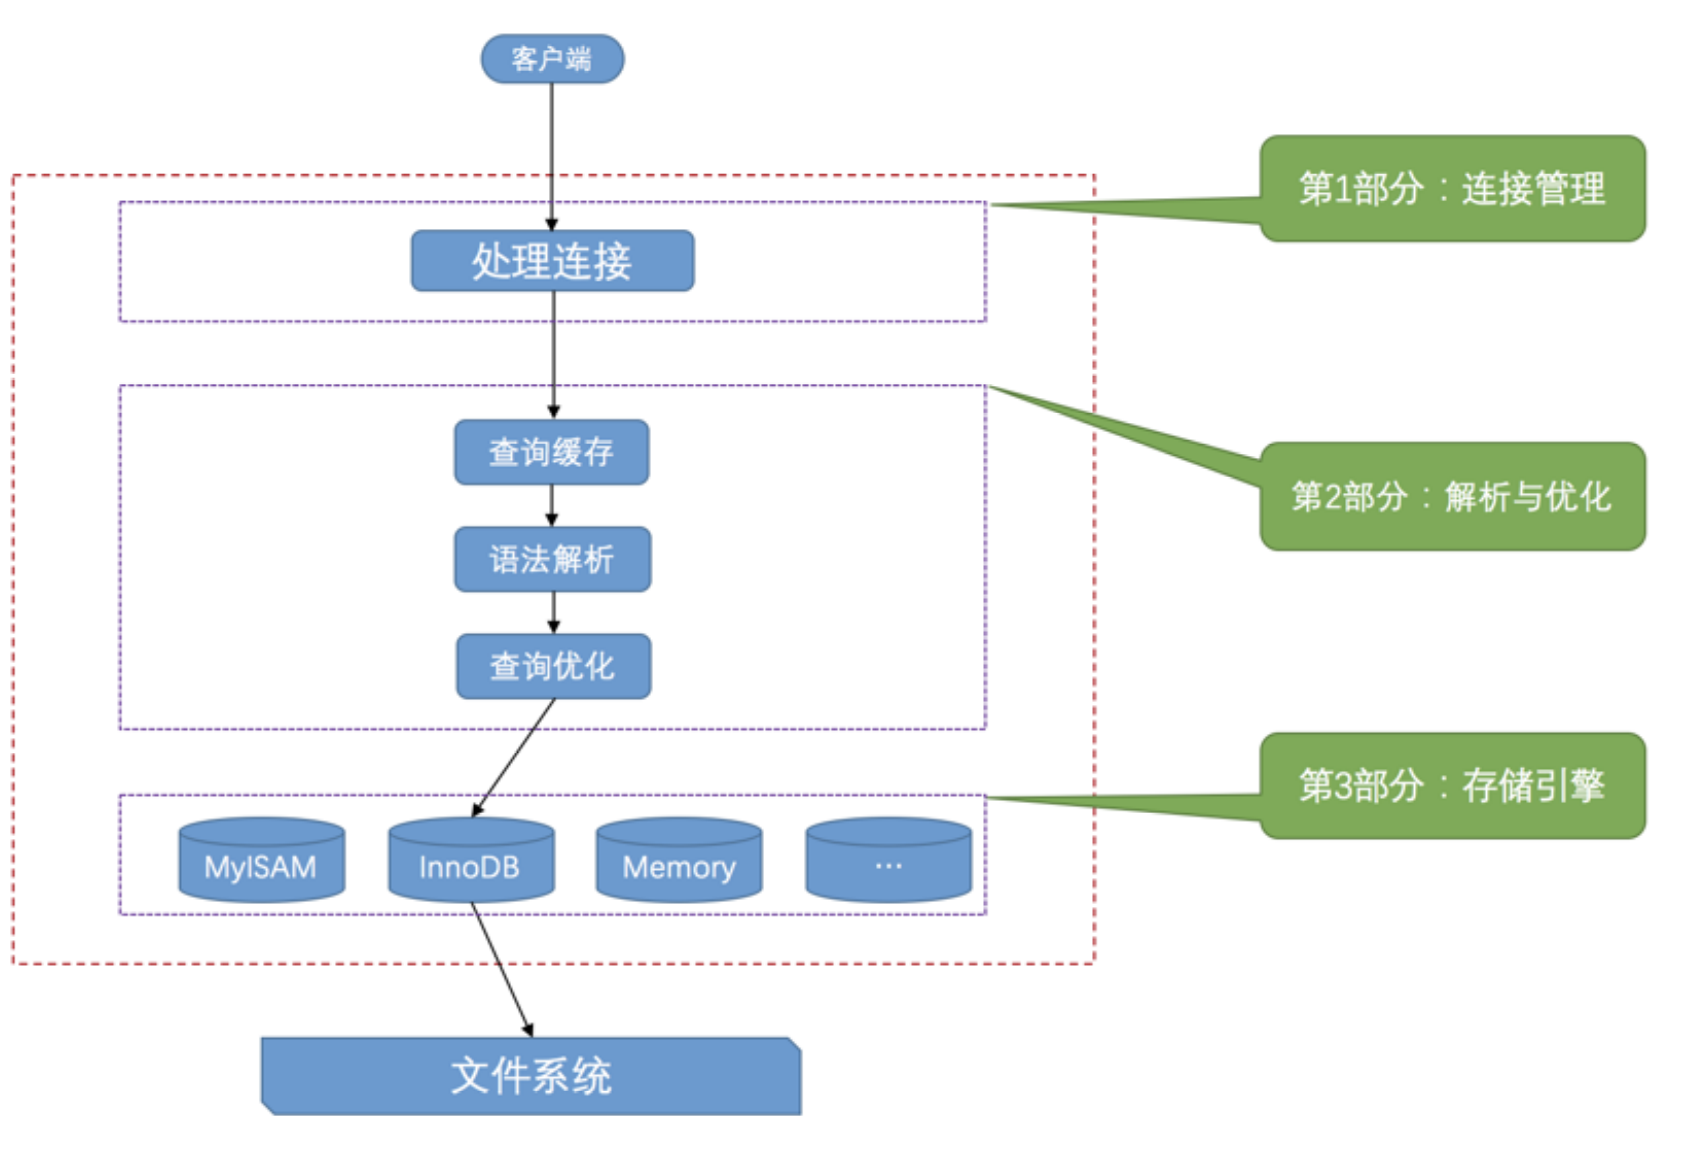 客户端
第1部分：连接管理
处理连接
查询缓存
第2部分：解析与优化
语法解析
查询优化
第3部分：存储引擎
MyISAM
InnoDB
Memory
...
文件系统